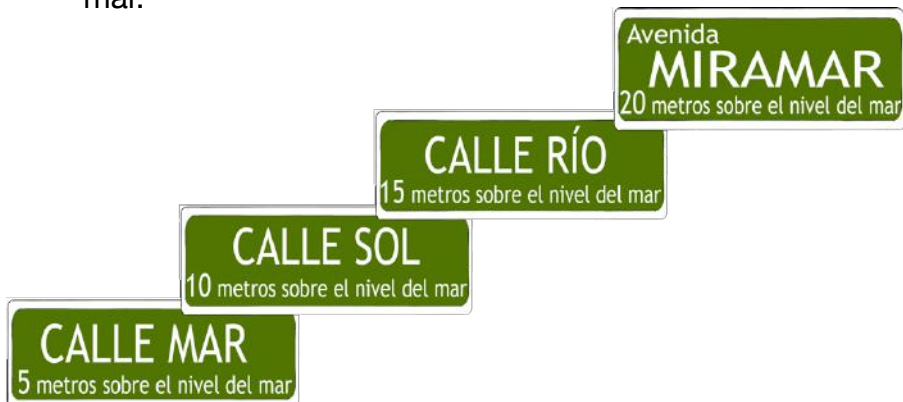 mar.
Avenida
MIRAMAR
20 metros sobre el nivel del mar
CALLE RÍO
15 metros sobre el nivel del mar
CALLE SOL
10 metros sobre el nivel del mar
CALLE MAR
5 metros sobre el nivel del mar